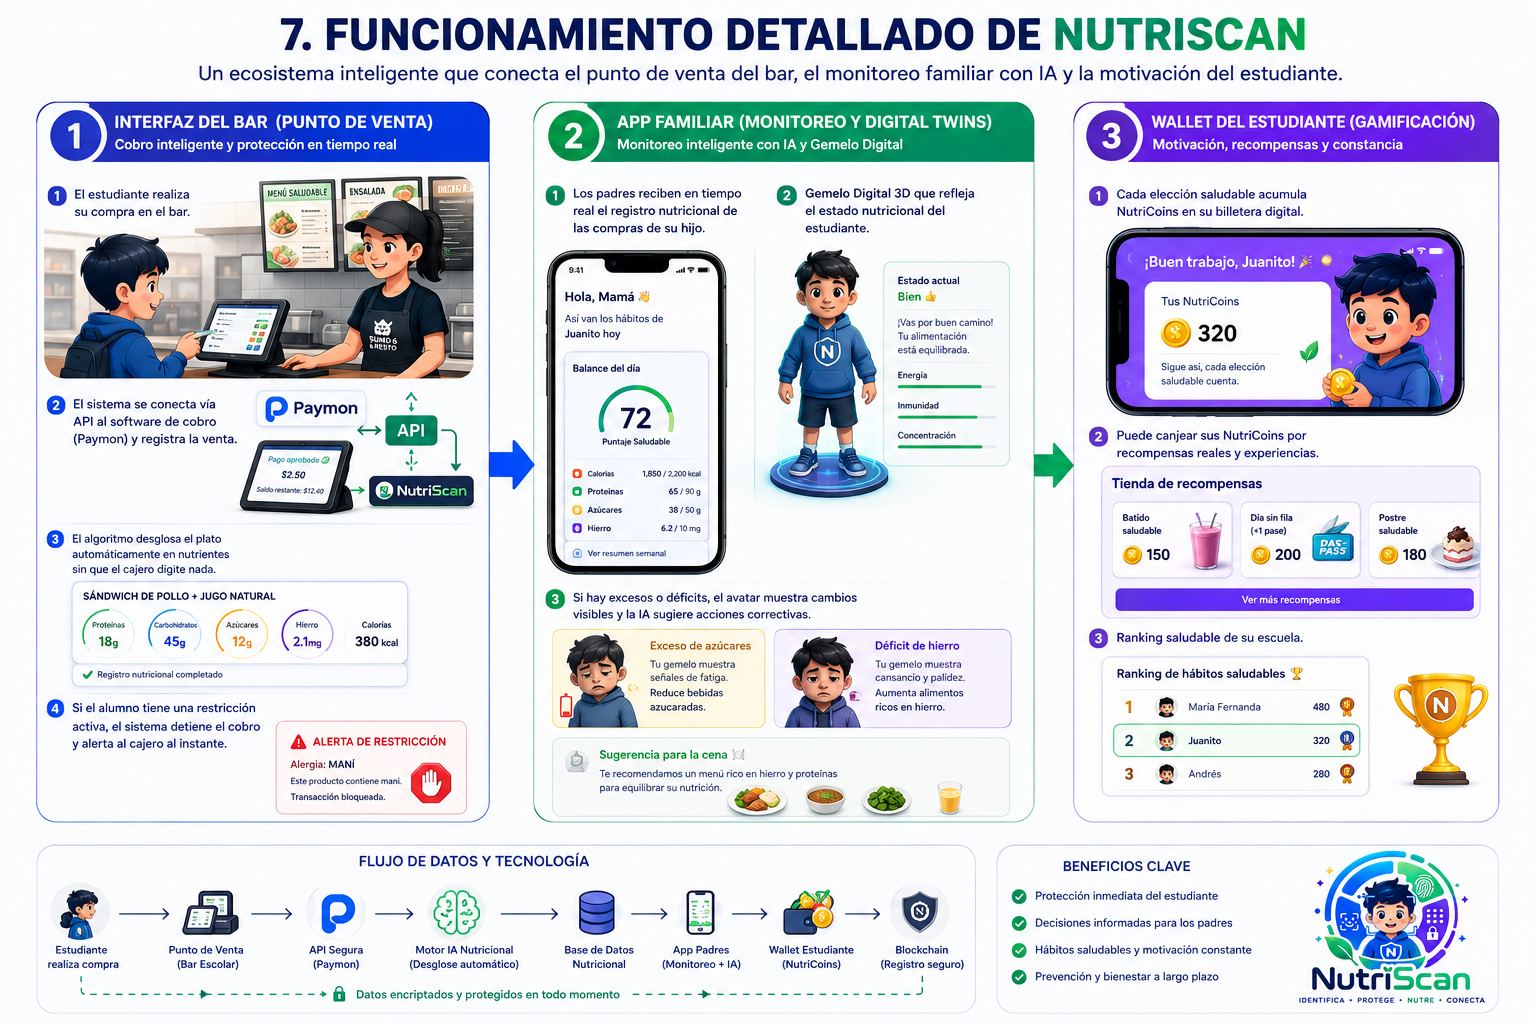 7. FUNCIONAMIENTO DETALLADO DE NUTRISCAN
Un ecosistema inteligente que conecta el punto de venta del bar, el monitoreo familiar con IA y la motivación del estudiante.
1
INTERFAZ DEL BAR (PUNTO DE VENTA)
Cobro inteligente y protección en tiempo real
1
El estudiante realiza
su compra en el bar.
MENÚ SALUDABLE
ENSALADA
2
El sistema se conecta vía
API al software de cobro
(Paymon) y registra la venta.
Paymon
API
Pago aprobado
$2.50
Saldo restante: $12.40
NutriScan
3
El algoritmo desglosa el plato
automáticamente en nutrientes
sin que el cajero digite nada.
SÁNDWICH DE POLLO + JUGO NATURAL
Proteínas
18g
Carbohidratos
45g
Azúcares
12g
Hierro
2.1mg
Calorías
380 kcal
Registro nutricional completado
4
Si el alumno tiene una restricción
activa, el sistema detiene el cobro
y alerta al cajero al instante.
ALERTA DE RESTRICCIÓN
Alergia: MANÍ
Este producto contiene maní.
Transacción bloqueada.
2
APP FAMILIAR (MONITOREO Y DIGITAL TWINS)
Monitoreo inteligente con IA y Gemelo Digital
1
Los padres reciben en tiempo
real el registro nutricional de
las compras de su hijo.
9:41
Hola, Mamá
Así van los hábitos de
Juanito hoy
Balance del día
72
Puntaje Saludable
Calorías 1,850 / 2,200 kcal
Proteínas 65 / 90 g
Azúcares 38 / 50 g
Hierro 6.2 / 10 mg
Ver resumen semanal
2
Gemelo Digital 3D que refleja
el estado nutricional del
estudiante.
N
Estado actual
Bien
¡Vas por buen camino!
Tu alimentación
está equilibrada.
Energía
Inmunidad
Concentración
3
Si hay excesos o déficits, el avatar muestra cambios
visibles y la IA sugiere acciones correctivas.
Exceso de azúcares
Tu gemelo muestra
señales de fatiga.
Reduce bebidas
azucaradas.
Déficit de hierro
Tu gemelo muestra
cansancio y palidez.
Aumenta alimentos
ricos en hierro.
Sugerencia para la cena
Te recomendamos un menú rico en hierro y proteínas
para equilibrar su nutrición.
3
WALLET DEL ESTUDIANTE (GAMIFICACIÓN)
Motivación, recompensas y constancia
1
Cada elección saludable acumula
NutriCoins en su billetera digital.
¡Buen trabajo, Juanito!
Tus NutriCoins
320
Sigue así, cada elección
saludable cuenta.
2
Puede canjear sus NutriCoins por
recompensas reales y experiencias.
Tienda de recompensas
Batido
saludable
150
Día sin fila
(+1 pase)
200
DAS-
PASS
Postre
saludable
180
Ver más recompensas
3
Ranking saludable de su escuela.
Ranking de hábitos saludables
1 María Fernanda 480
2 Juanito 320
3 Andrés 280
N
FLUJO DE DATOS Y TECNOLOGÍA
Estudiante
realiza compra
Punto de Venta
(Bar Escolar)
API Segura
(Paymon)
Motor IA Nutricional
(Desglose automático)
Base de Datos
Nutricional
App Padres
(Monitoreo + IA)
Wallet Estudiante
(NutriCoins)
N
Blockchain
(Registro seguro)
Datos encriptados y protegidos en todo momento
BENEFICIOS CLAVE
Protección inmediata del estudiante
Decisiones informadas para los padres
Hábitos saludables y motivación constante
Prevención y bienestar a largo plazo
N
NutriScan
IDENTIFICA • PROTEGE • NUTRE • CONECTA